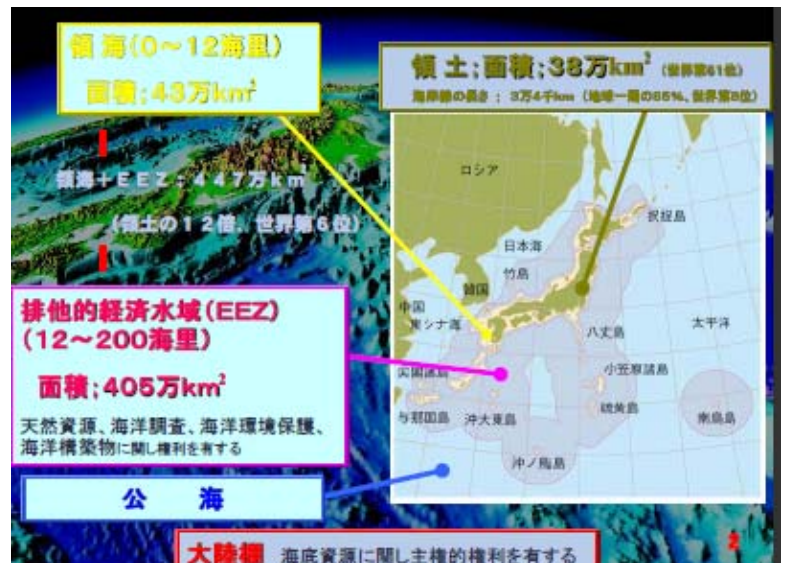 領 海(0~12海里)
面積;43万km²
領 土;面積;38万km² (世界第61位)
海岸線の長さ ; 3万4千km (地球一周の85%、世界第6位)
領海+EEZ;447万km²
(領土の12倍、世界第6位)
排他的経済水域(EEZ)
(12~200海里)
面積;405万km²
天然資源、海洋調査、海洋環境保護、
海洋構築物に関し権利を有する
公 海
ロシア
択捉島
日本海
竹島
韓国
中国
東シナ海
八丈島
太平洋
尖閣諸島
小笠原諸島
硫黄島
南鳥島
与那国島
沖大東島
沖ノ鳥島
大陸棚 海底資源に関し主権的権利を有する
2